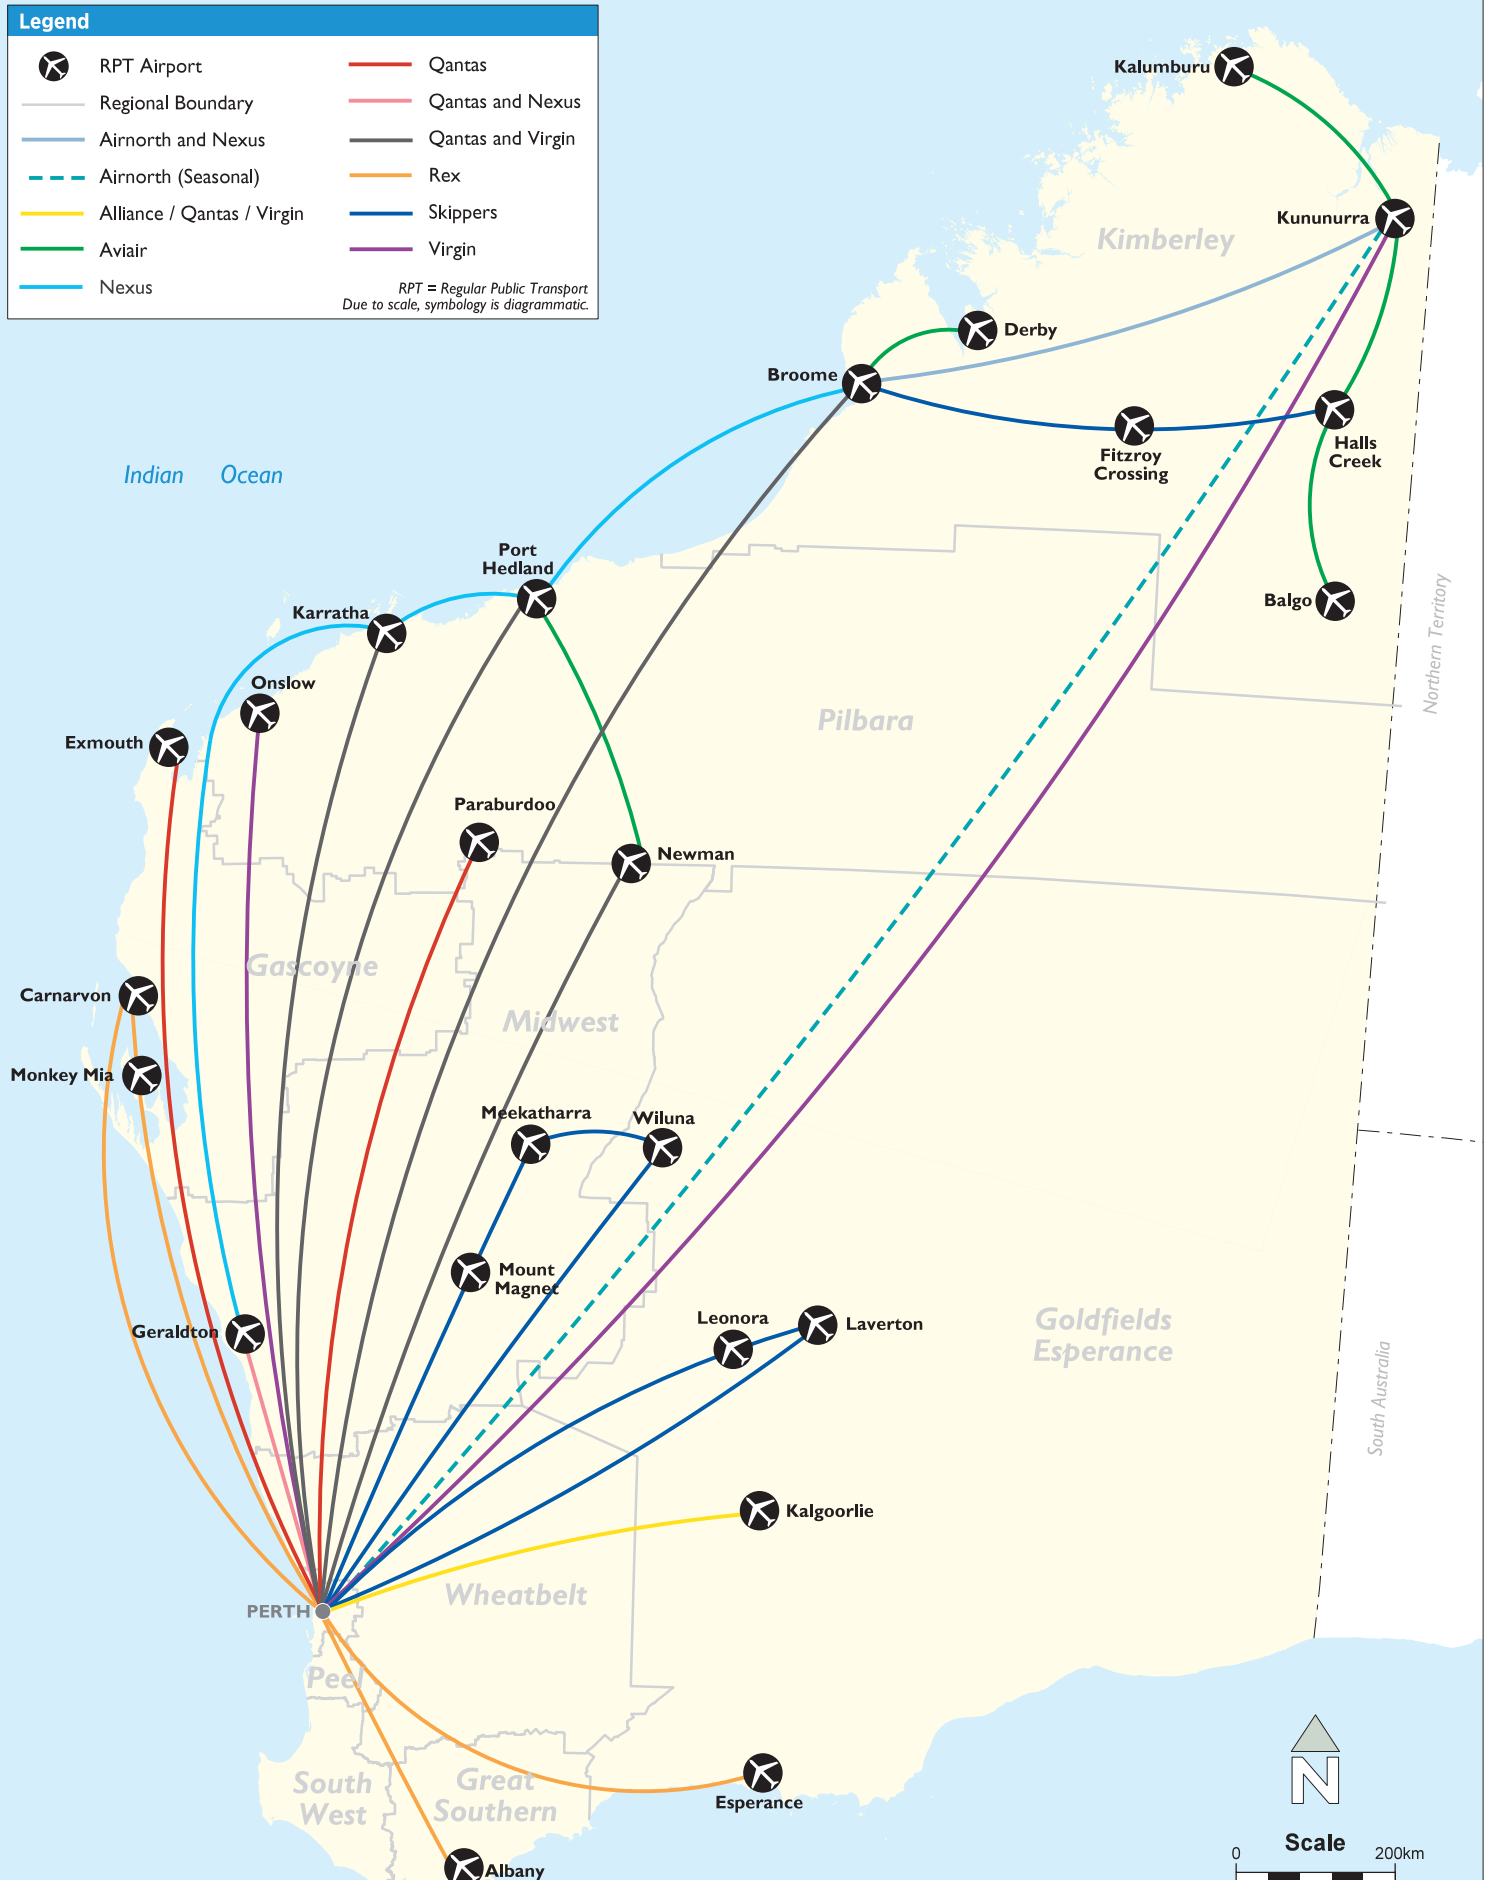 Legend
RPT Airport
Regional Boundary
Airnorth and Nexus
Airnorth (Seasonal)
Alliance / Qantas / Virgin
Aviair
Nexus
Qantas
Qantas and Nexus
Qantas and Virgin
Rex
Skippers
Virgin
RPT = Regular Public Transport
Due to scale, symbology is diagrammatic.
Kalumburu
Kununurra
Kimberley
Derby
Broome
Fitzroy
Crossing
Halls
Creek
Indian Ocean
Port
Hedland
Balgo
Northern Territory
Karratha
Onslow
Exmouth
Pilbara
Paraburdoo
Newman
Gascoyne
Carnarvon
Midwest
Monkey Mia
Meekatharra
Wiluna
Mount
Magnet
Leonora
Laverton
Geraldton
Goldfields
Esperance
South Australia
Kalgoorlie
Wheatbelt
PERTH
Peel
South
West
Great
Southern
Esperance
Albany
N
Scale
0 200km